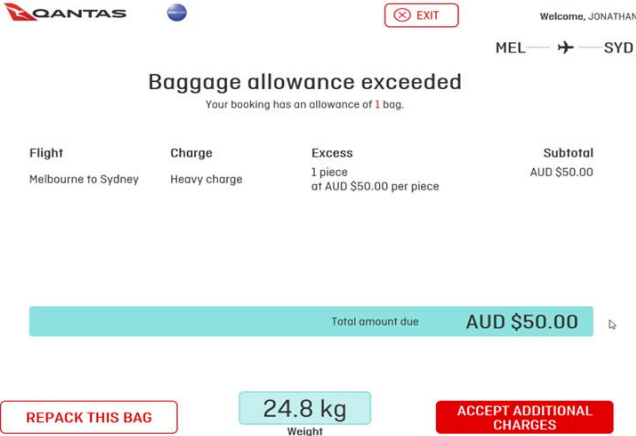 QANTAS
EXIT
Welcome, JONATHAN
MEL
SYD
Baggage allowance exceeded
Your booking has an allowance of 1 bag.
Flight Charge Excess Subtotal
Melbourne to Sydney Heavy charge 1 piece AUD $50.00
at AUD $50.00 per piece
Total amount due AUD $50.00
REPACK THIS BAG
24.8 kg
Weight
ACCEPT ADDITIONAL
CHARGES